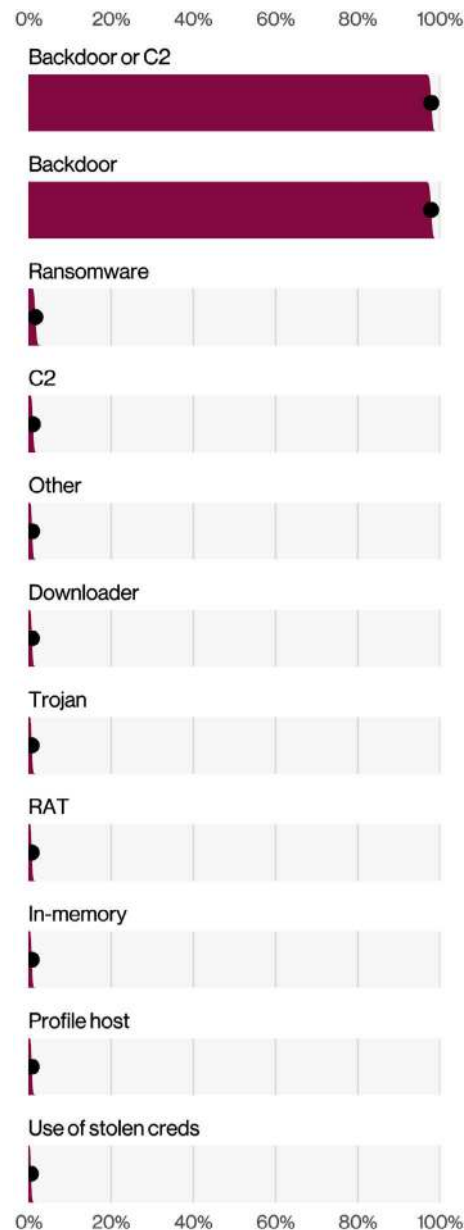 0% 20% 40% 60% 80% 100%
Backdoor or C2
Backdoor
Ransomware
C2
Other
Downloader
Trojan
RAT
In-memory
Profile host
Use of stolen creds
0% 20% 40% 60% 80% 100%